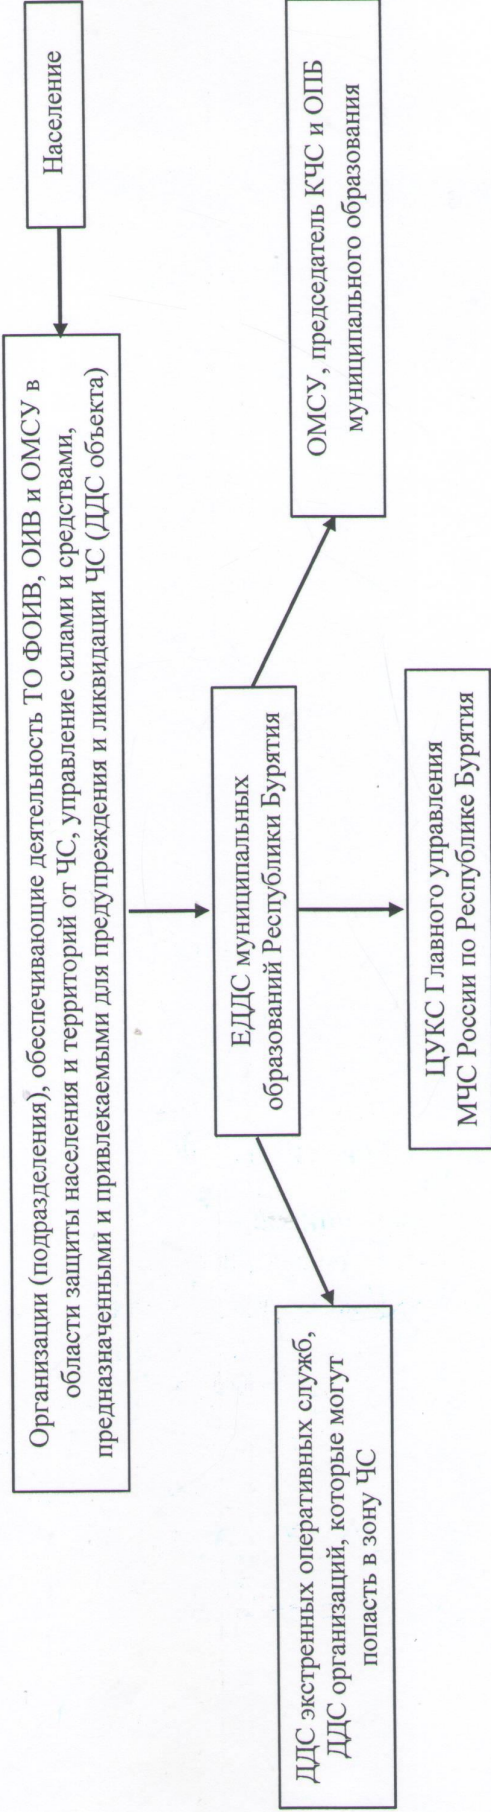 Организации (подразделения), обеспечивающие деятельность ТО ФОИВ, ОИВ и ОМСУ в
области защиты населения и территорий от ЧС, управление силами и средствами,
предназначенными и привлекаемыми для предупреждения и ликвидации ЧС (ДДС объекта)
Население
ЕДДС муниципальных
образований Республики Бурятия
ДДС экстренных оперативных служб,
ДДС организаций, которые могут
попасть в зону ЧС
ЦУКС Главного управления
МЧС России по Республике Бурятия
ОМСУ, председатель КЧС и ОПБ
муниципального образования